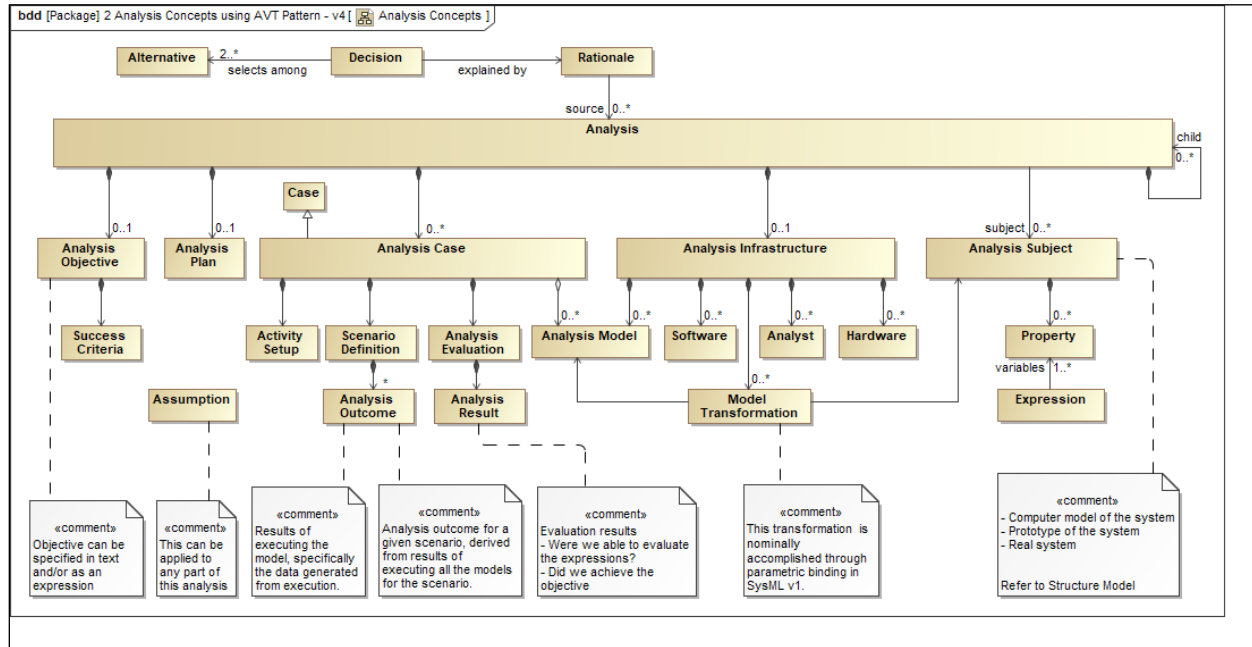 bdd [Package] 2 Analysis Concepts using AVT Pattern - v4 [ Analysis Concepts ]
Alternative
2..*
selects among
Decision
explained by
Rationale
source
0..*
Analysis
child
0..*
0..1
0..1
0..*
0..1
subject
0..*
Case
Analysis
Objective
Analysis
Plan
Analysis Case
Analysis Infrastructure
Analysis Subject
0..*
0..*
0..*
0..*
0..*
0..*
Success
Criteria
Activity
Setup
Scenario
Definition
Analysis
Evaluation
Analysis Model
Software
Analyst
Hardware
Property
variables
1..*
*
0..*
Assumption
Analysis
Outcome
Analysis
Result
Model
Transformation
Expression
«comment»
Objective can be
specified in text
and/or as an
expression
«comment»
This can be
applied to
any part of
this analysis
«comment»
Results of
executing the
model, specifically
the data generated
from execution.
«comment»
Analysis outcome for a
given scenario, derived
from results of
executing all the models
for the scenario.
«comment»
Evaluation results
- Were we able to evaluate
the expressions?
- Did we achieve the
objective
«comment»
This transformation is
nominally
accomplished through
parametric binding in
SysML v1.
«comment»
- Computer model of the system
- Prototype of the system
- Real system
Refer to Structure Model